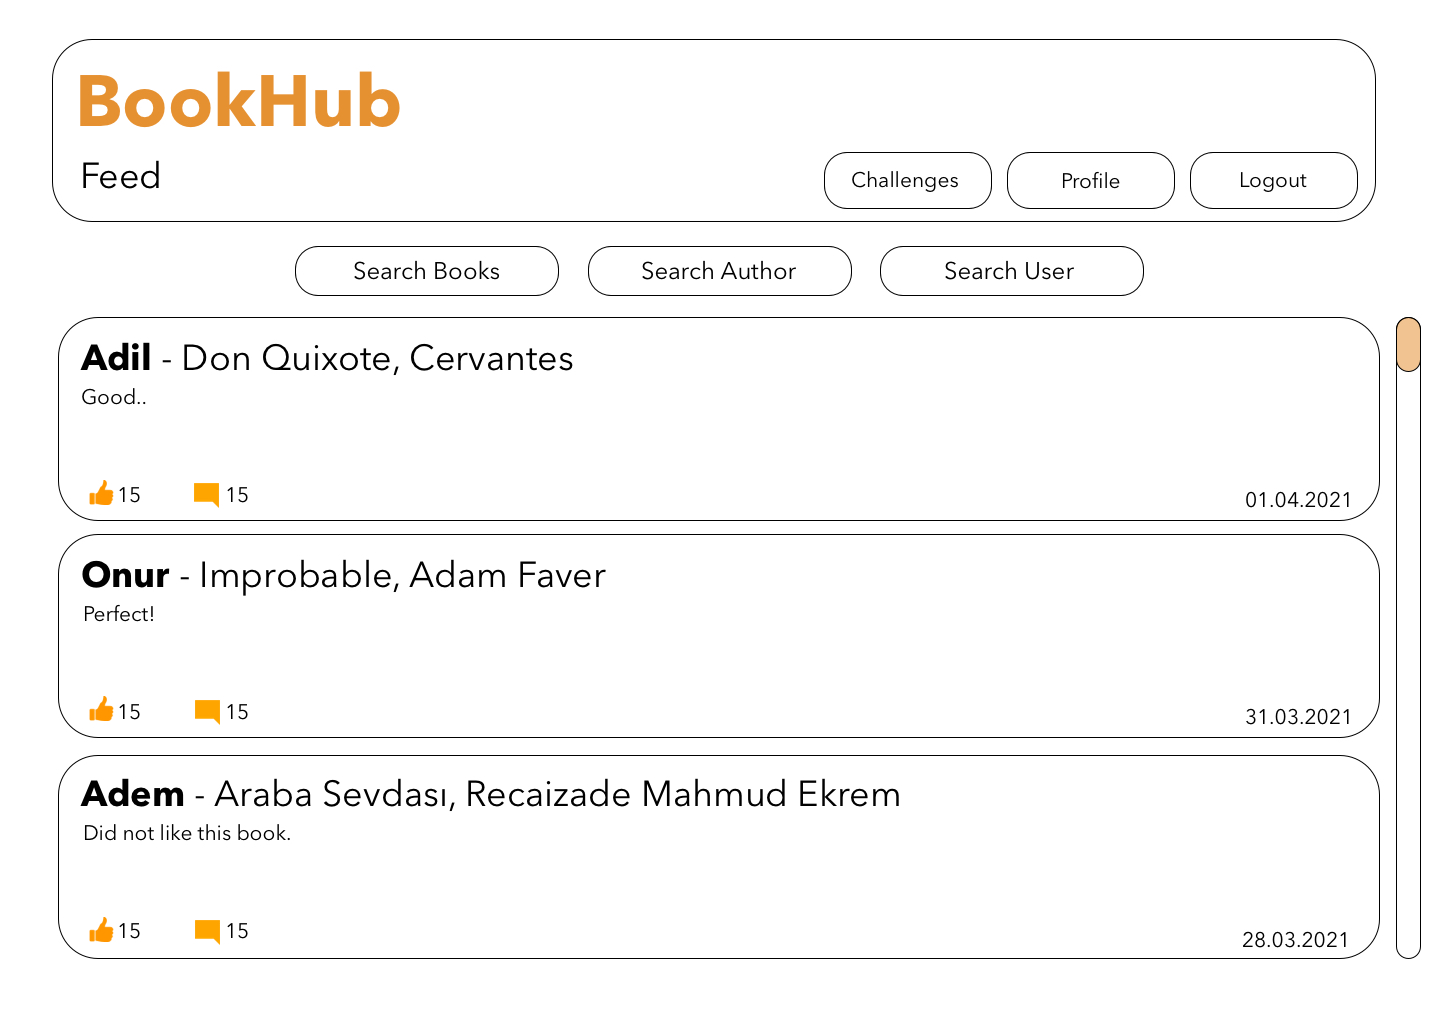 BookHub
Feed
Challenges
Profile
Logout
Search Books
Search Author
Search User
Adil - Don Quixote, Cervantes
Good..
15
15
01.04.2021
Onur - Improbable, Adam Faver
Perfect!
15
15
31.03.2021
Adem - Araba Sevdası, Recaizade Mahmud Ekrem
Did not like this book.
15
15
28.03.2021